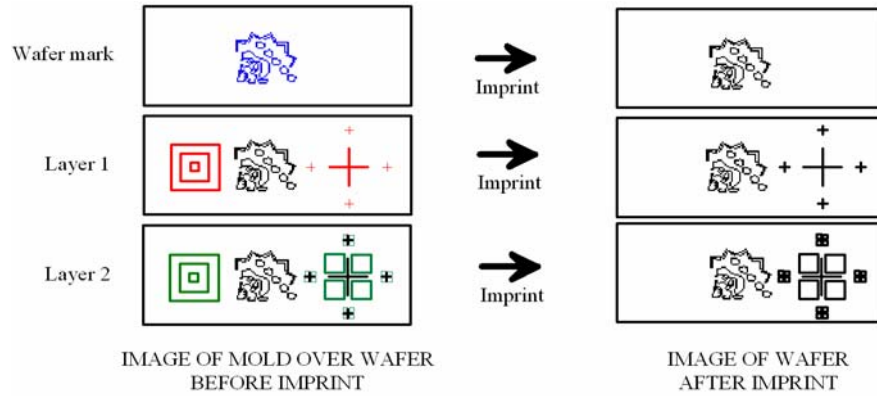 Wafer mark
Imprint
Layer 1
Imprint
Layer 2
Imprint
IMAGE OF MOLD OVER WAFER
BEFORE IMPRINT
IMAGE OF WAFER
AFTER IMPRINT